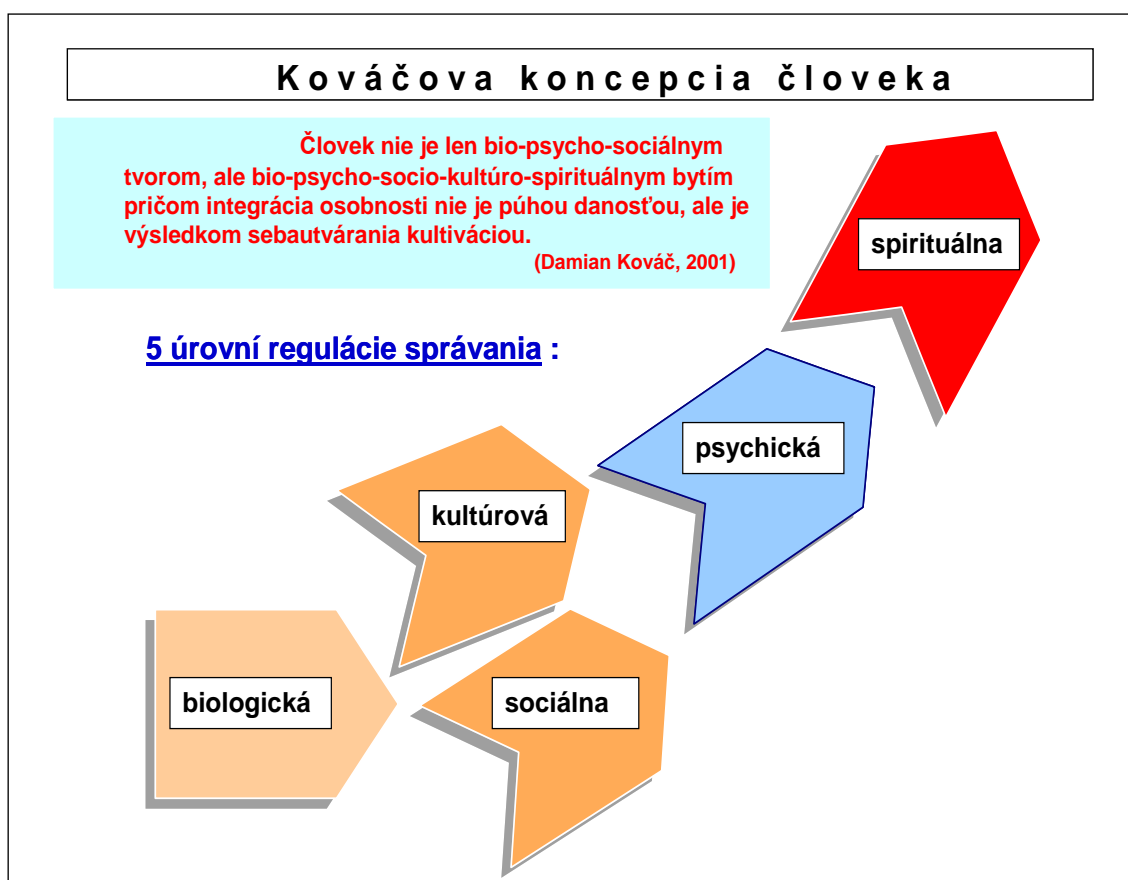 Kováčova koncepcia človeka
Človek nie je len bio-psycho-sociálnym
tvorom, ale bio-psycho-socio-kultúro-spirituálnym bytím
pričom integrácia osobnosti nie je púhou danosťou, ale je
výsledkom sebautvárania kultiváciou.
(Damian Kováč, 2001)
spirituálna
5 úrovní regulácie správania :
psychická
kultúrová
biologická
sociálna